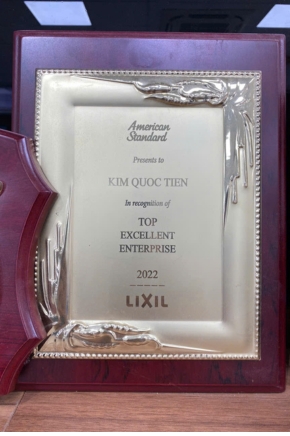 American
Standard
Presents to
KIM QUOC TIEN
In recognition of
TOP
EXCELLENT
ENTERPRISE
2022
LIXIL